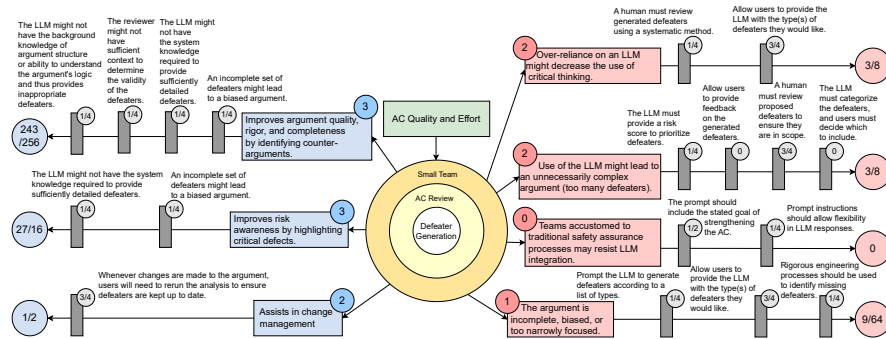 The LLM might not
have the background
knowledge of
argument structure
or ability to understand
the argument's logic
and thus provides
inappropriate
defeaters.
1/4
The reviewer
might not
have
sufficient
context to
determine
the validity
of the
defeaters.
1/4
The LLM
might not
have
the system
knowledge
required to
provide
sufficiently
detailed
defeaters.
1/4
An incomplete set of
defeaters might lead
to a biased argument.
1/4
243
/256
3
Improves argument quality,
rigor, and completeness
by identifying counter-
arguments.
The LLM might not have the system
knowledge required to provide
sufficiently detailed defeaters.
1/4
An incomplete set of
defeaters might lead
to a biased argument.
1/4
27/16
3
Improves risk
awareness by highlighting
critical defects.
Whenever changes are made to the argument,
users will need to rerun the analysis to ensure
defeaters are kept up to date.
3/4
1/2
2
Assists in change
management
AC Quality and Effort
Small Team
AC Review
Defeater
Generation
2
Over-reliance on an LLM
might decrease the use of
critical thinking.
A human must review
generated defeaters
using a systematic method.
1/4
Allow users to provide the
LLM with the type(s) of
defeaters they would like.
3/4
3/8
2
Use of the LLM might lead to
an unnecessarily complex
argument (too many defeaters).
The LLM must
provide a risk
score to prioritize
defeaters.
1/4
Allow users
to provide
feedback
on the
generated
defeaters.
0
A human
must review
proposed
defeaters
to ensure
they are
in scope.
3/4
The LLM
must categorize
the defeaters,
and users must
decide which
to include.
0
3/8
0
Teams accustomed to
traditional safety assurance
processes may resist LLM
integration.
The prompt should
include the stated goal of
strengthening
the AC.
1/2
Prompt instructions
should allow flexibility
in LLM responses.
1/4
0
1
The argument is
incomplete, biased, or
too narrowly focused.
Prompt the LLM to generate
defeaters according to a
list of types.
1/4
Allow users to
provide the LLM
with the type(s) of
defeaters they
would like.
3/4
Rigorous engineering
processes should be used
to identify missing
defeaters.
1/4
9/64